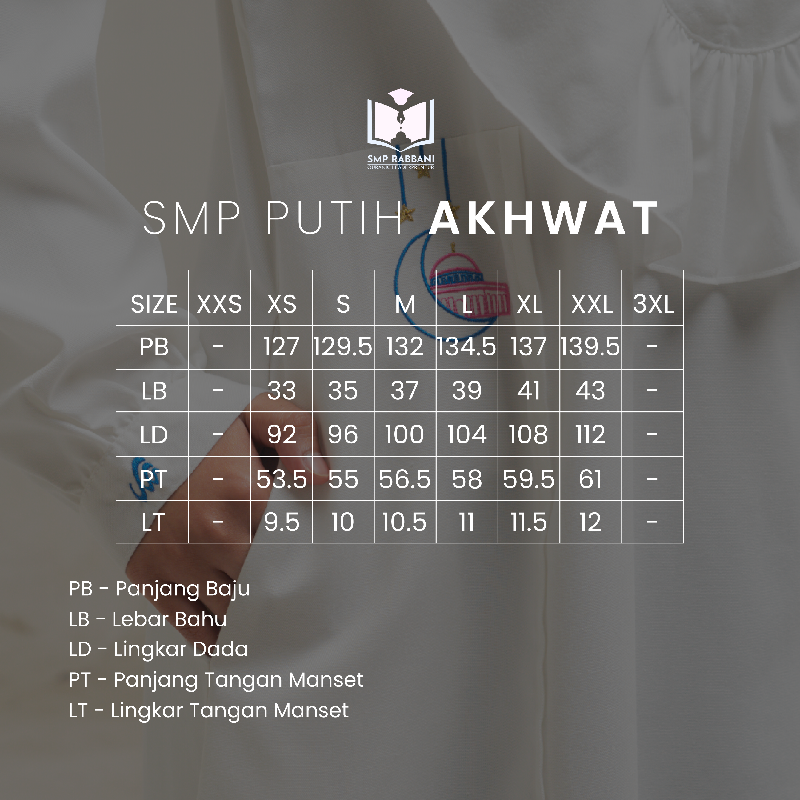 SMP RABBANI
SMP PUTIH AKHWAT
SIZE XXS XS S M L XL XXL 3XL
PB - 127 129.5 132 134.5 137 139.5 -
LB - 33 35 37 39 41 43 -
LD - 92 96 100 104 108 112 -
PT - 53.5 55 56.5 58 59.5 61 -
LT - 9.5 10 10.5 11 11.5 12 -
PB - Panjang Baju
LB - Lebar Bahu
LD - Lingkar Dada
PT - Panjang Tangan Manset
LT - Lingkar Tangan Manset